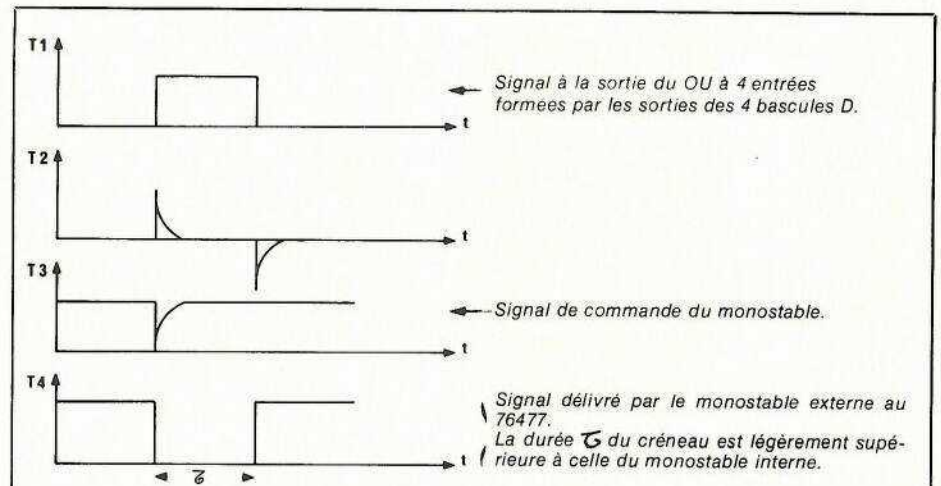 T1
Signal à la sortie du OU à 4 entrées
formées par les sorties des 4 bascules D.
t
T2
t
T3
Signal de commande du monostable.
t
T4
Signal délivré par le monostable externe au
76477.
La durée τ du créneau est légèrement supé-
rieure à celle du monostable interne.
t